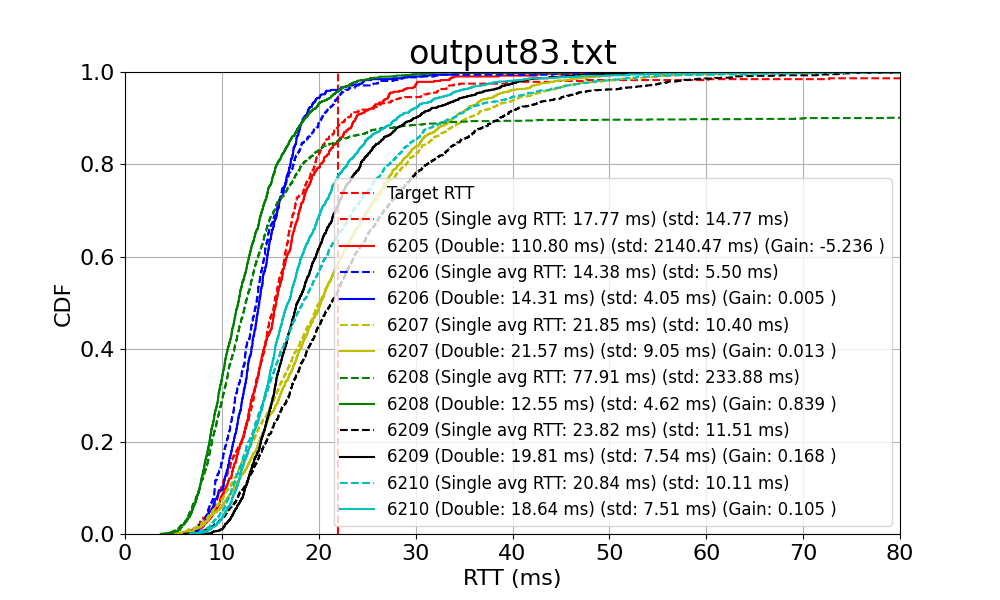 output83.txt
1.0
0.8
0.6
0.4
0.2
0.0
CDF
Target RTT
6205 (Single avg RTT: 17.77 ms) (std: 14.77 ms)
6205 (Double: 110.80 ms) (std: 2140.47 ms) (Gain: -5.236 )
6206 (Single avg RTT: 14.38 ms) (std: 5.50 ms)
6206 (Double: 14.31 ms) (std: 4.05 ms) (Gain: 0.005 )
6207 (Single avg RTT: 21.85 ms) (std: 10.40 ms)
6207 (Double: 21.57 ms) (std: 9.05 ms) (Gain: 0.013 )
6208 (Single avg RTT: 77.91 ms) (std: 233.88 ms)
6208 (Double: 12.55 ms) (std: 4.62 ms) (Gain: 0.839 )
6209 (Single avg RTT: 23.82 ms) (std: 11.51 ms)
6209 (Double: 19.81 ms) (std: 7.54 ms) (Gain: 0.168 )
6210 (Single avg RTT: 20.84 ms) (std: 10.11 ms)
6210 (Double: 18.64 ms) (std: 7.51 ms) (Gain: 0.105 )
0 10 20 30 40 50 60 70 80
RTT (ms)